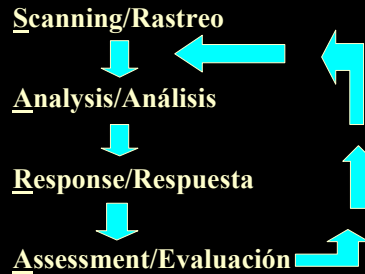 Scanning/Rastreo
Analysis/Análisis
Response/Respuesta
Assessment/Evaluación